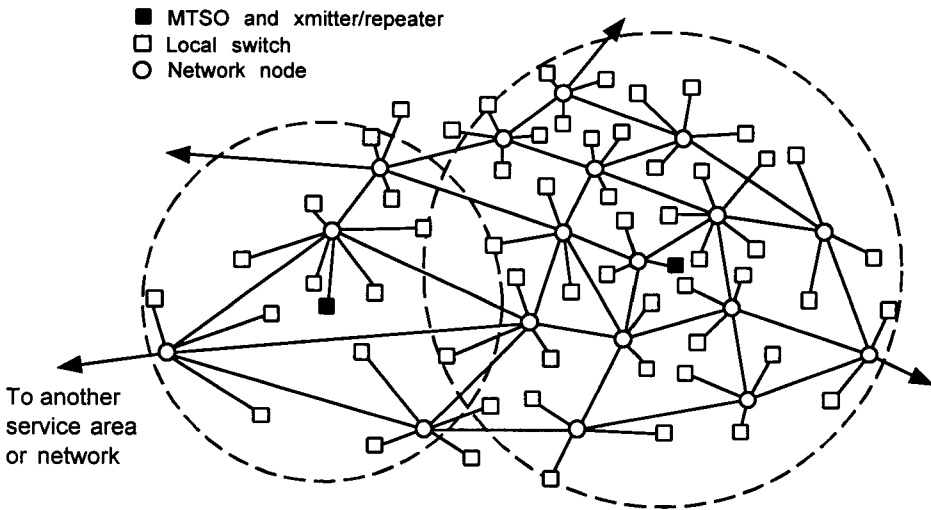 MTSO and xmitter/repeater
Local switch
Network node
To another
service area
or network